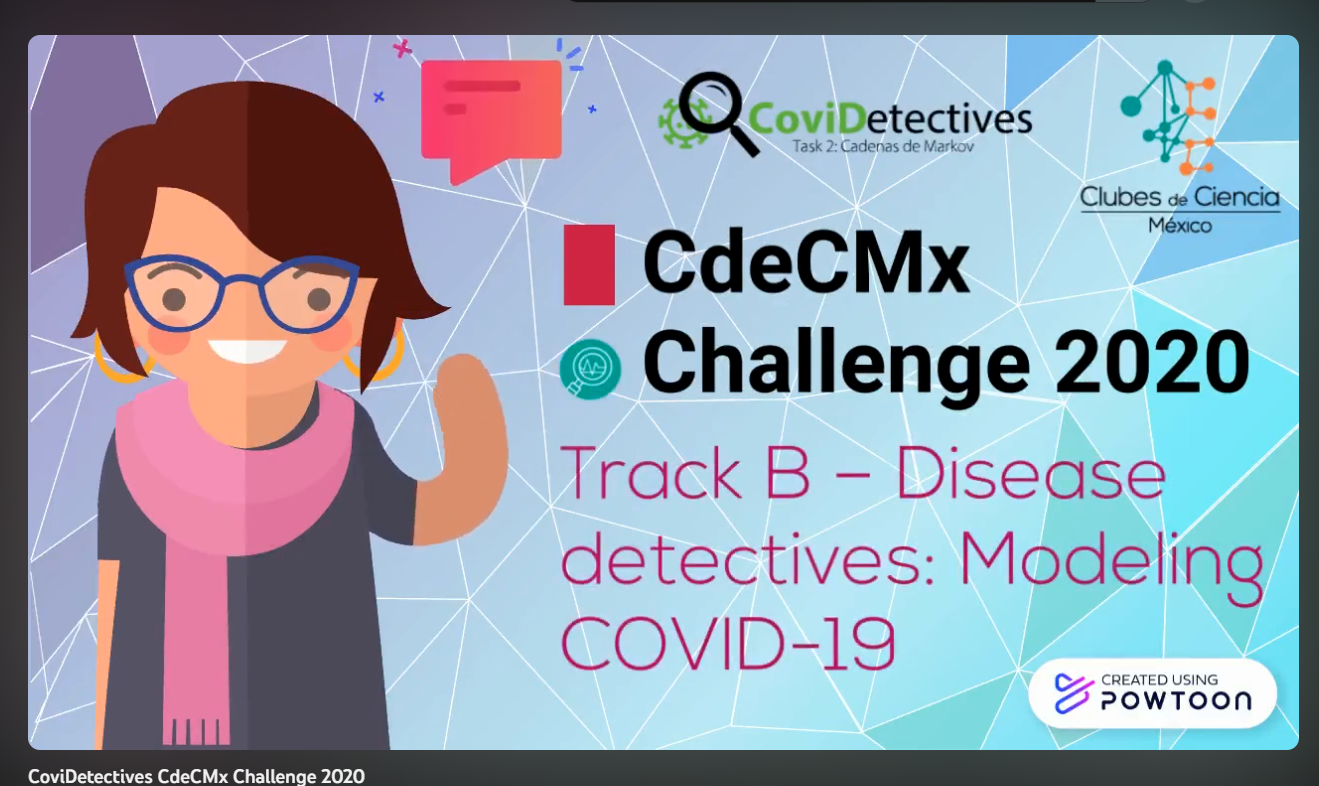 CoviDetectives
Task 2: Cadenas de Markov
Clubes de Ciencia
México
CdeCMx
Challenge 2020
Track B – Disease
detectives: Modeling
COVID-19
CREATED USING
POWTOON
CoviDetectives CdeCMx Challenge 2020